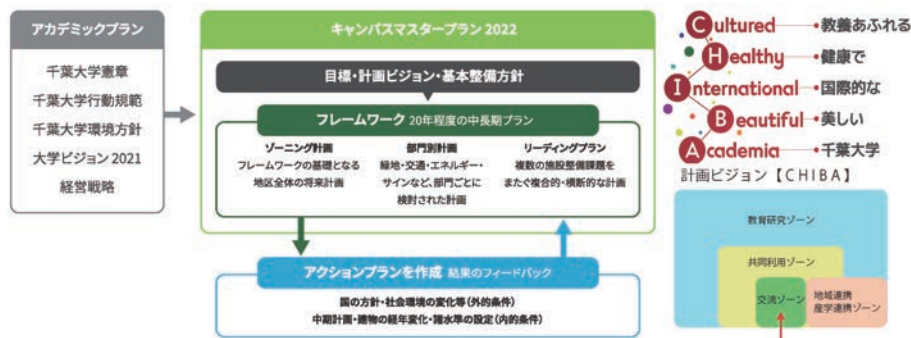 アカデミックプラン
千葉大学憲章
千葉大学行動規範
千葉大学環境方針
大学ビジョン 2021
経営戦略
キャンパスマスタープラン 2022
目標・計画ビジョン・基本整備方針
フレームワーク 20年程度の中長期プラン
ゾーニング計画
フレームワークの基礎となる
地区全体の将来計画
部門別計画
緑地・交通・エネルギー・
サインなど、部門ごとに
検討された計画
リーディングプラン
複数の施設整備課題を
またぐ複合的・横断的な計画
アクションプランを作成 結果のフィードバック
国の方針・社会環境の変化等(外的条件)
中期計画・建物の経年変化・諸水準の設定(内的条件)
Cultured ・教養あふれる
Healthy ・健康で
International ・国際的な
Beautiful ・美しい
Academia ・千葉大学
計画ビジョン【CHIBA】
教育研究ゾーン
共同利用ゾーン
交流ゾーン
地域連携
産学連携ゾーン